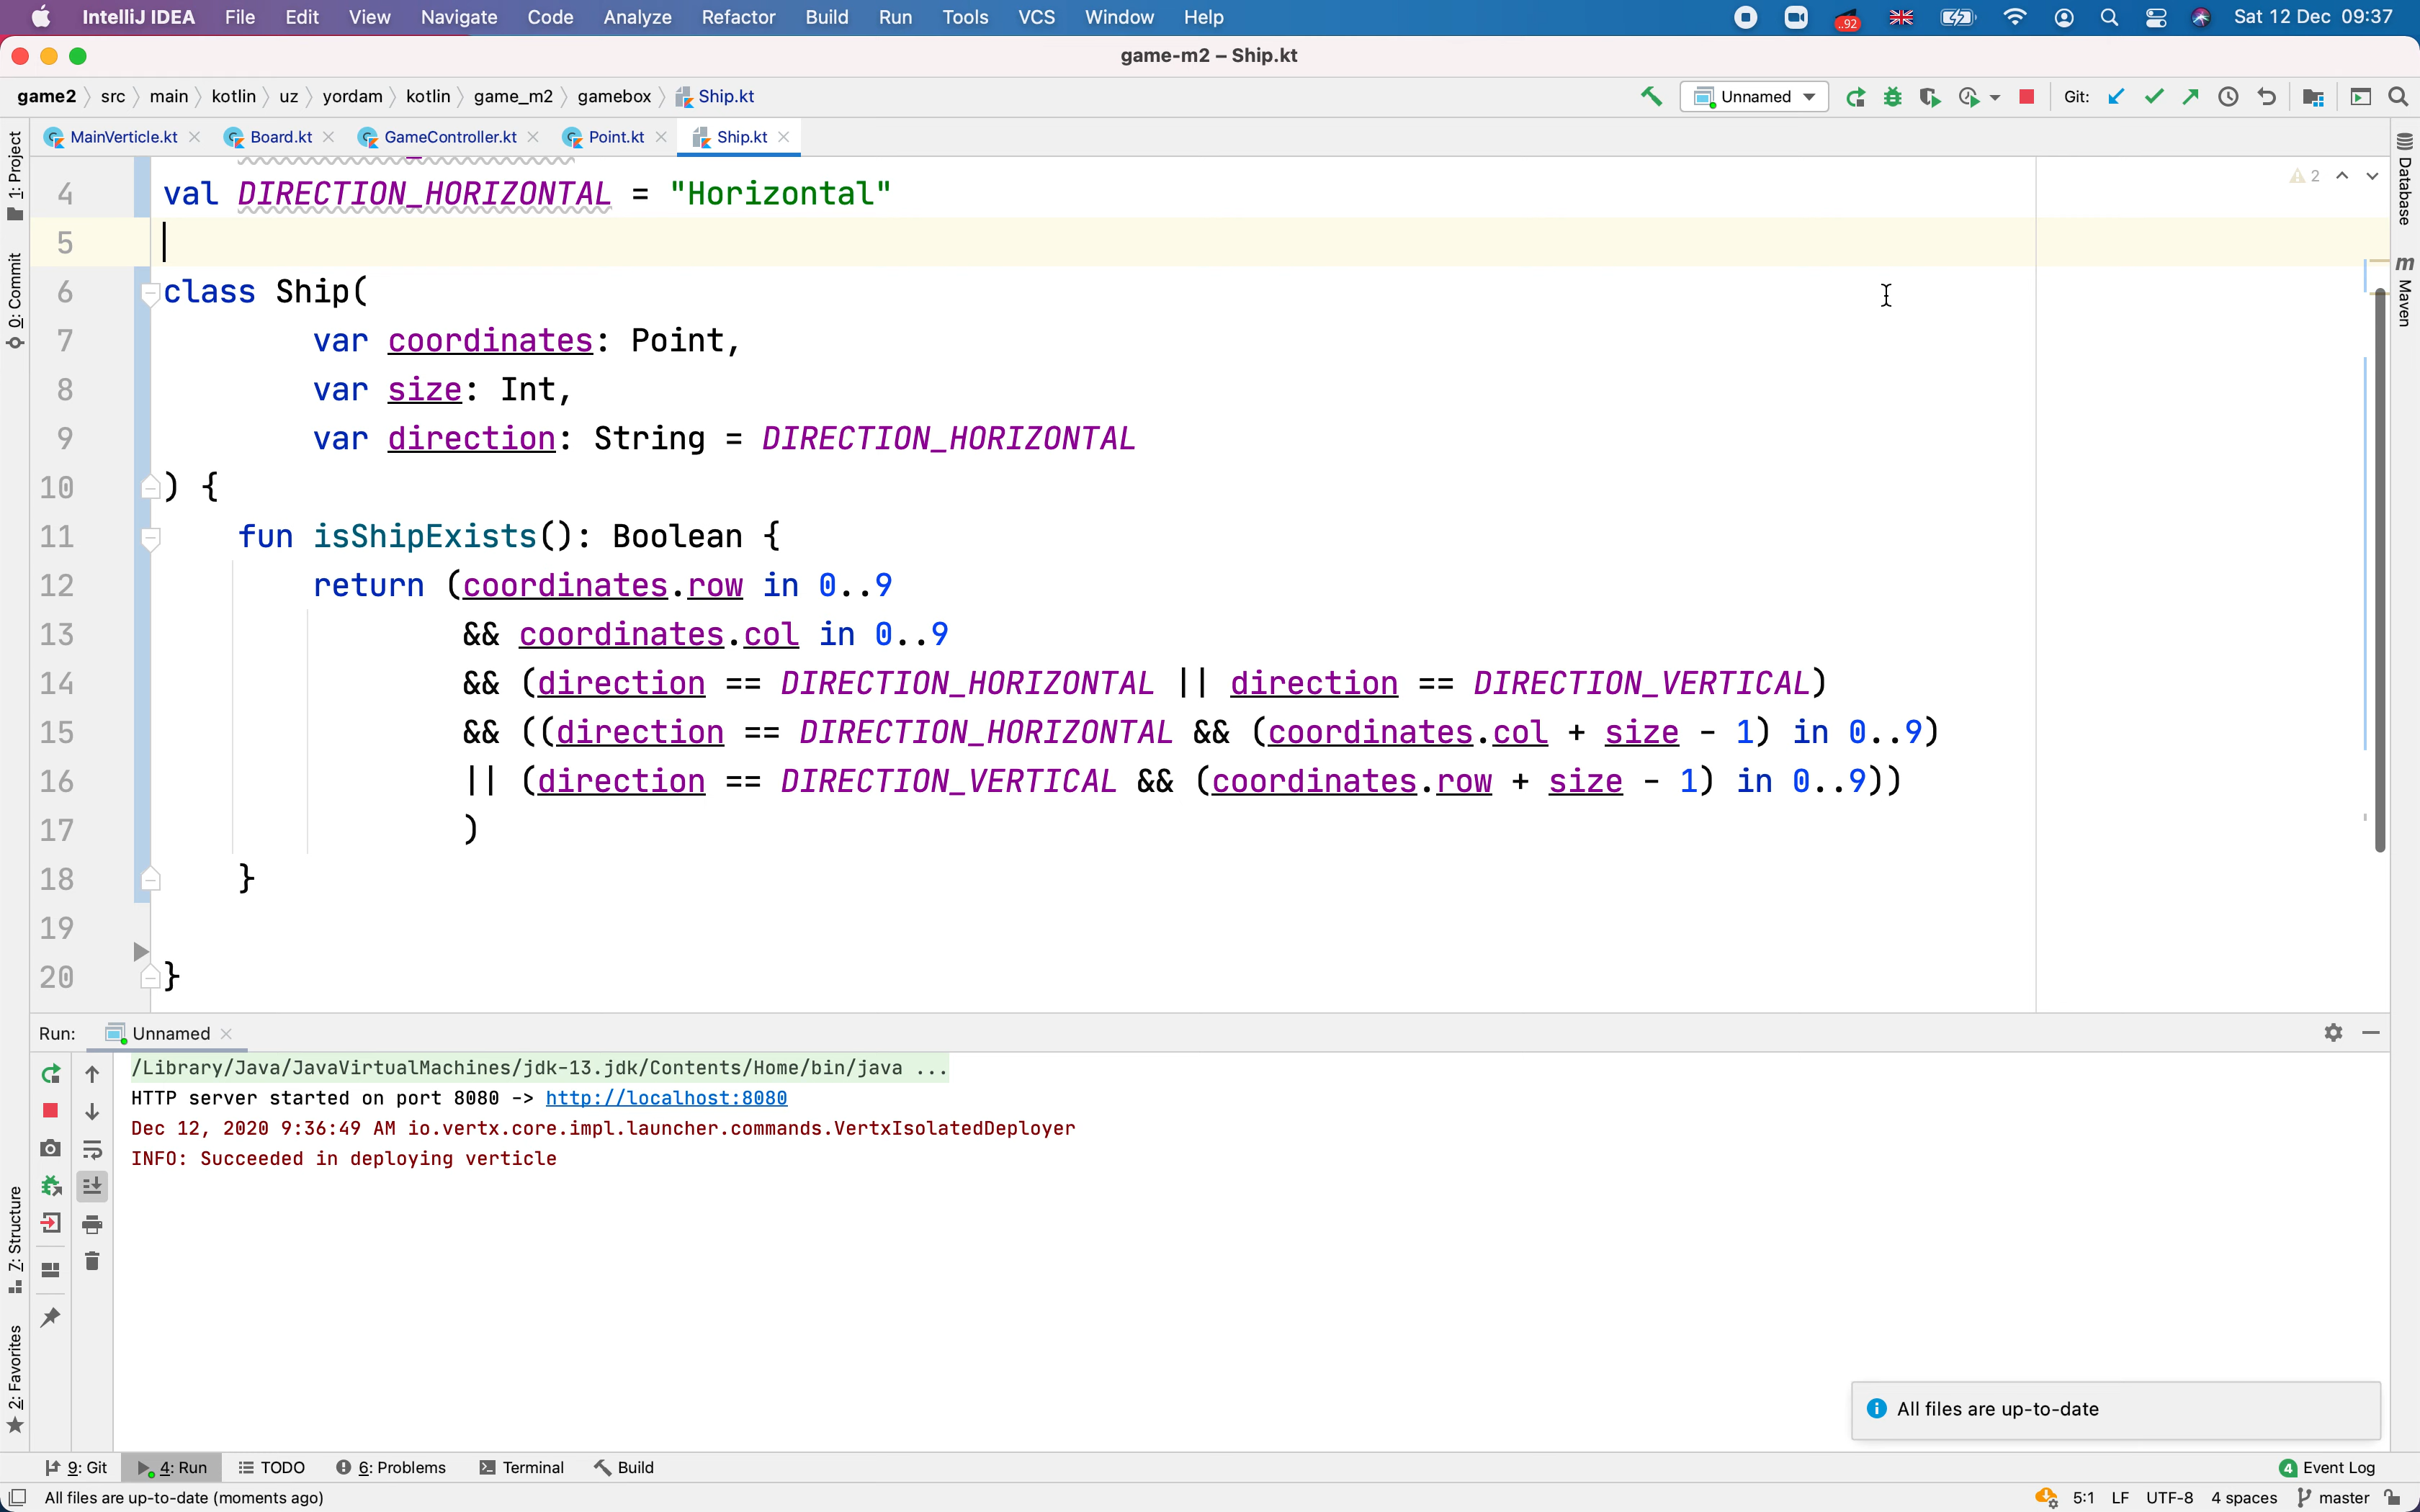 IntelliJ IDEA File Edit View Navigate Code Analyze Refactor Build Run Tools VCS Window Help ..92 Sat 12 Dec 09:37
game-m2 – Ship.kt
game2 src main kotlin uz yordam kotlin game_m2 gamebox Ship.kt Unnamed Git:
MainVerticle.kt Board.kt GameController.kt Point.kt Ship.kt
1: Project
0: Commit
7: Structure
2: Favorites
4 val DIRECTION_HORIZONTAL = "Horizontal"
2
5
6 class Ship(
7 var coordinates: Point,
8 var size: Int,
9 var direction: String = DIRECTION_HORIZONTAL
10 ) {
11 fun isShipExists(): Boolean {
12 return (coordinates.row in 0..9
13 && coordinates.col in 0..9
14 && (direction == DIRECTION_HORIZONTAL || direction == DIRECTION_VERTICAL)
15 && ((direction == DIRECTION_HORIZONTAL && (coordinates.col + size - 1) in 0..9)
16 || (direction == DIRECTION_VERTICAL && (coordinates.row + size - 1) in 0..9))
17 )
18 }
19
20 }
Database
m Maven
Run: Unnamed
/Library/Java/JavaVirtualMachines/jdk-13.jdk/Contents/Home/bin/java ...
HTTP server started on port 8080 -> http://localhost:8080
Dec 12, 2020 9:36:49 AM io.vertx.core.impl.launcher.commands.VertxIsolatedDeployer
INFO: Succeeded in deploying verticle
All files are up-to-date
9: Git 4: Run TODO 6: Problems Terminal Build 4 Event Log
All files are up-to-date (moments ago) 5:1 LF UTF-8 4 spaces master